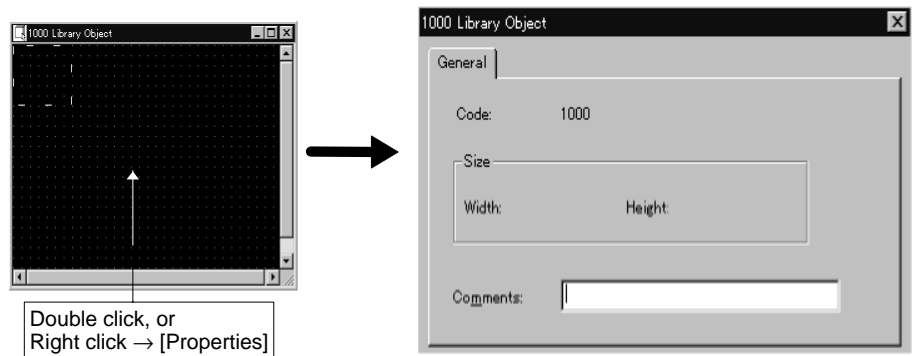 1000 Library Object
Double click, or
Right click → [Properties]
1000 Library Object
General
Code: 1000
Size
Width: Height:
Comments: